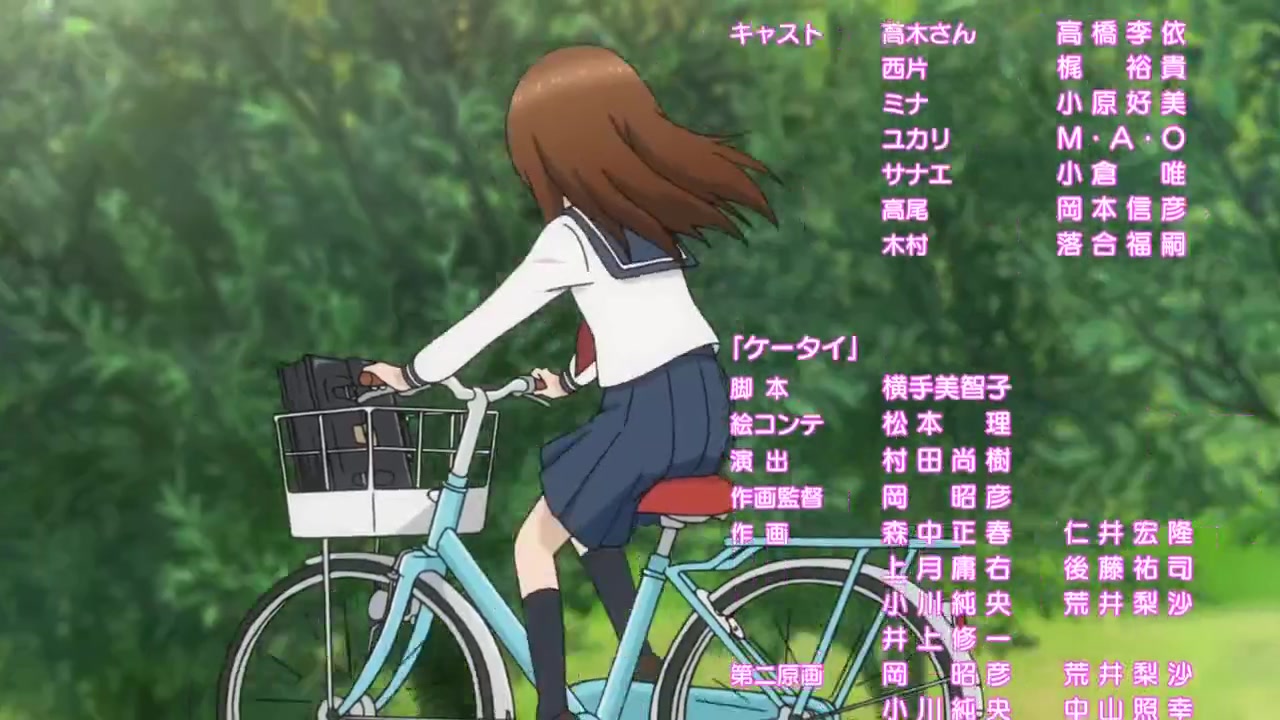 キャスト 高木さん 高橋李依
西片 梶 裕貴
ミナ 小原好美
ユカリ M・A・O
サナエ 小倉 唯
高尾 岡本信彦
木村 落合福嗣
「ケータイ」
脚本 横手美智子
絵コンテ 松本 理
演出 村田尚樹
作画監督 岡 昭彦
作画 森中正春 仁井宏隆
上月庸右 後藤祐司
小川純央 荒井梨沙
井上修一
第二原画 岡 昭彦 荒井梨沙
小川純央 中山照幸